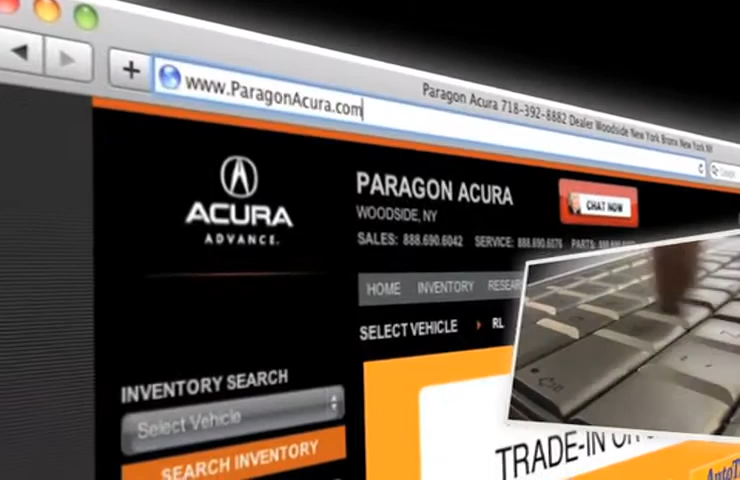 Paragon Acura 718-392-8882 Dealer Woodside New York Bronx New York NY
www.ParagonAcura.com
ACURA
ADVANCE.
PARAGON ACURA
WOODSIDE, NY
CHAT NOW
SALES: 888.690.6042 SERVICE: 888.690.6076 PARTS:
HOME INVENTORY
SELECT VEHICLE RL
INVENTORY SEARCH
Select Vehicle
SEARCH INVENTORY
TRADE-IN